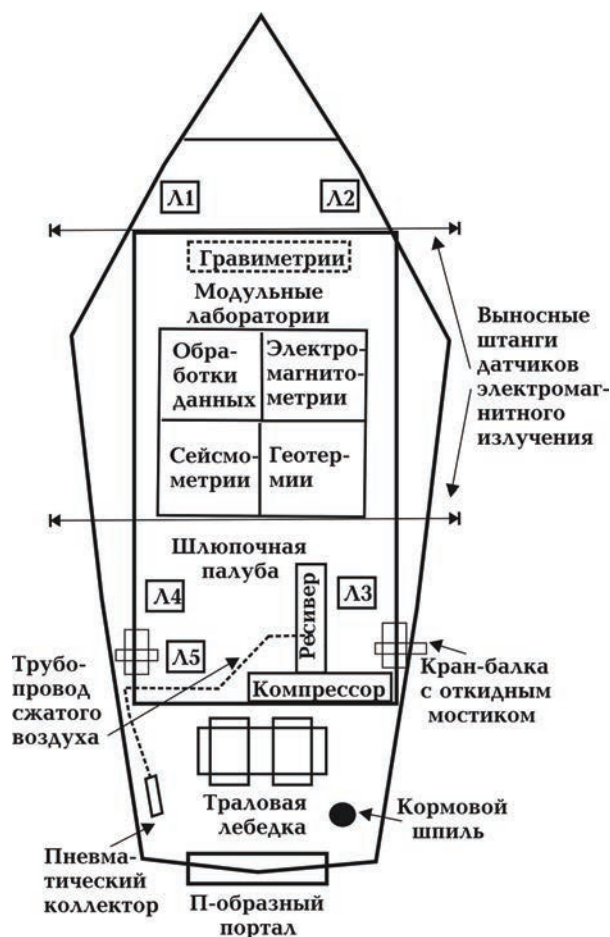 Л1
Л2
Гравиметрии
Модульные
лаборатории
Обра-
ботки
данных
Электро-
магнито-
метрии
Сейсмо-
метрии
Геотер-
мии
Выносные
штанги
датчиков
электромаг-
нитного
излучения
Шлюпочная
палуба
Л4
Л3
Л5
Ресивер
Компрессор
Трубо-
провод
сжатого
воздуха
Кран-балка
с откидным
мостиком
Траловая
лебедка
Кормовой
шпиль
Пневма-
тический
коллектор
П-образный
портал